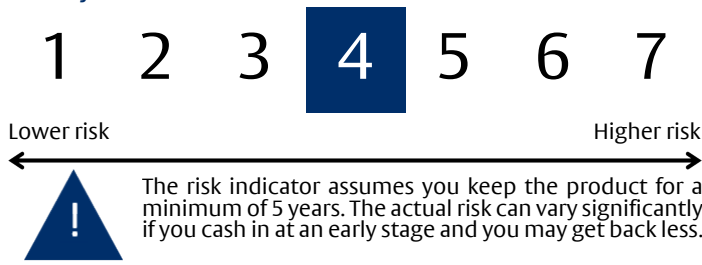 1 2 3 4 5 6 7
Lower risk Higher risk
!
The risk indicator assumes you keep the product for a
minimum of 5 years. The actual risk can vary significantly
if you cash in at an early stage and you may get back less.